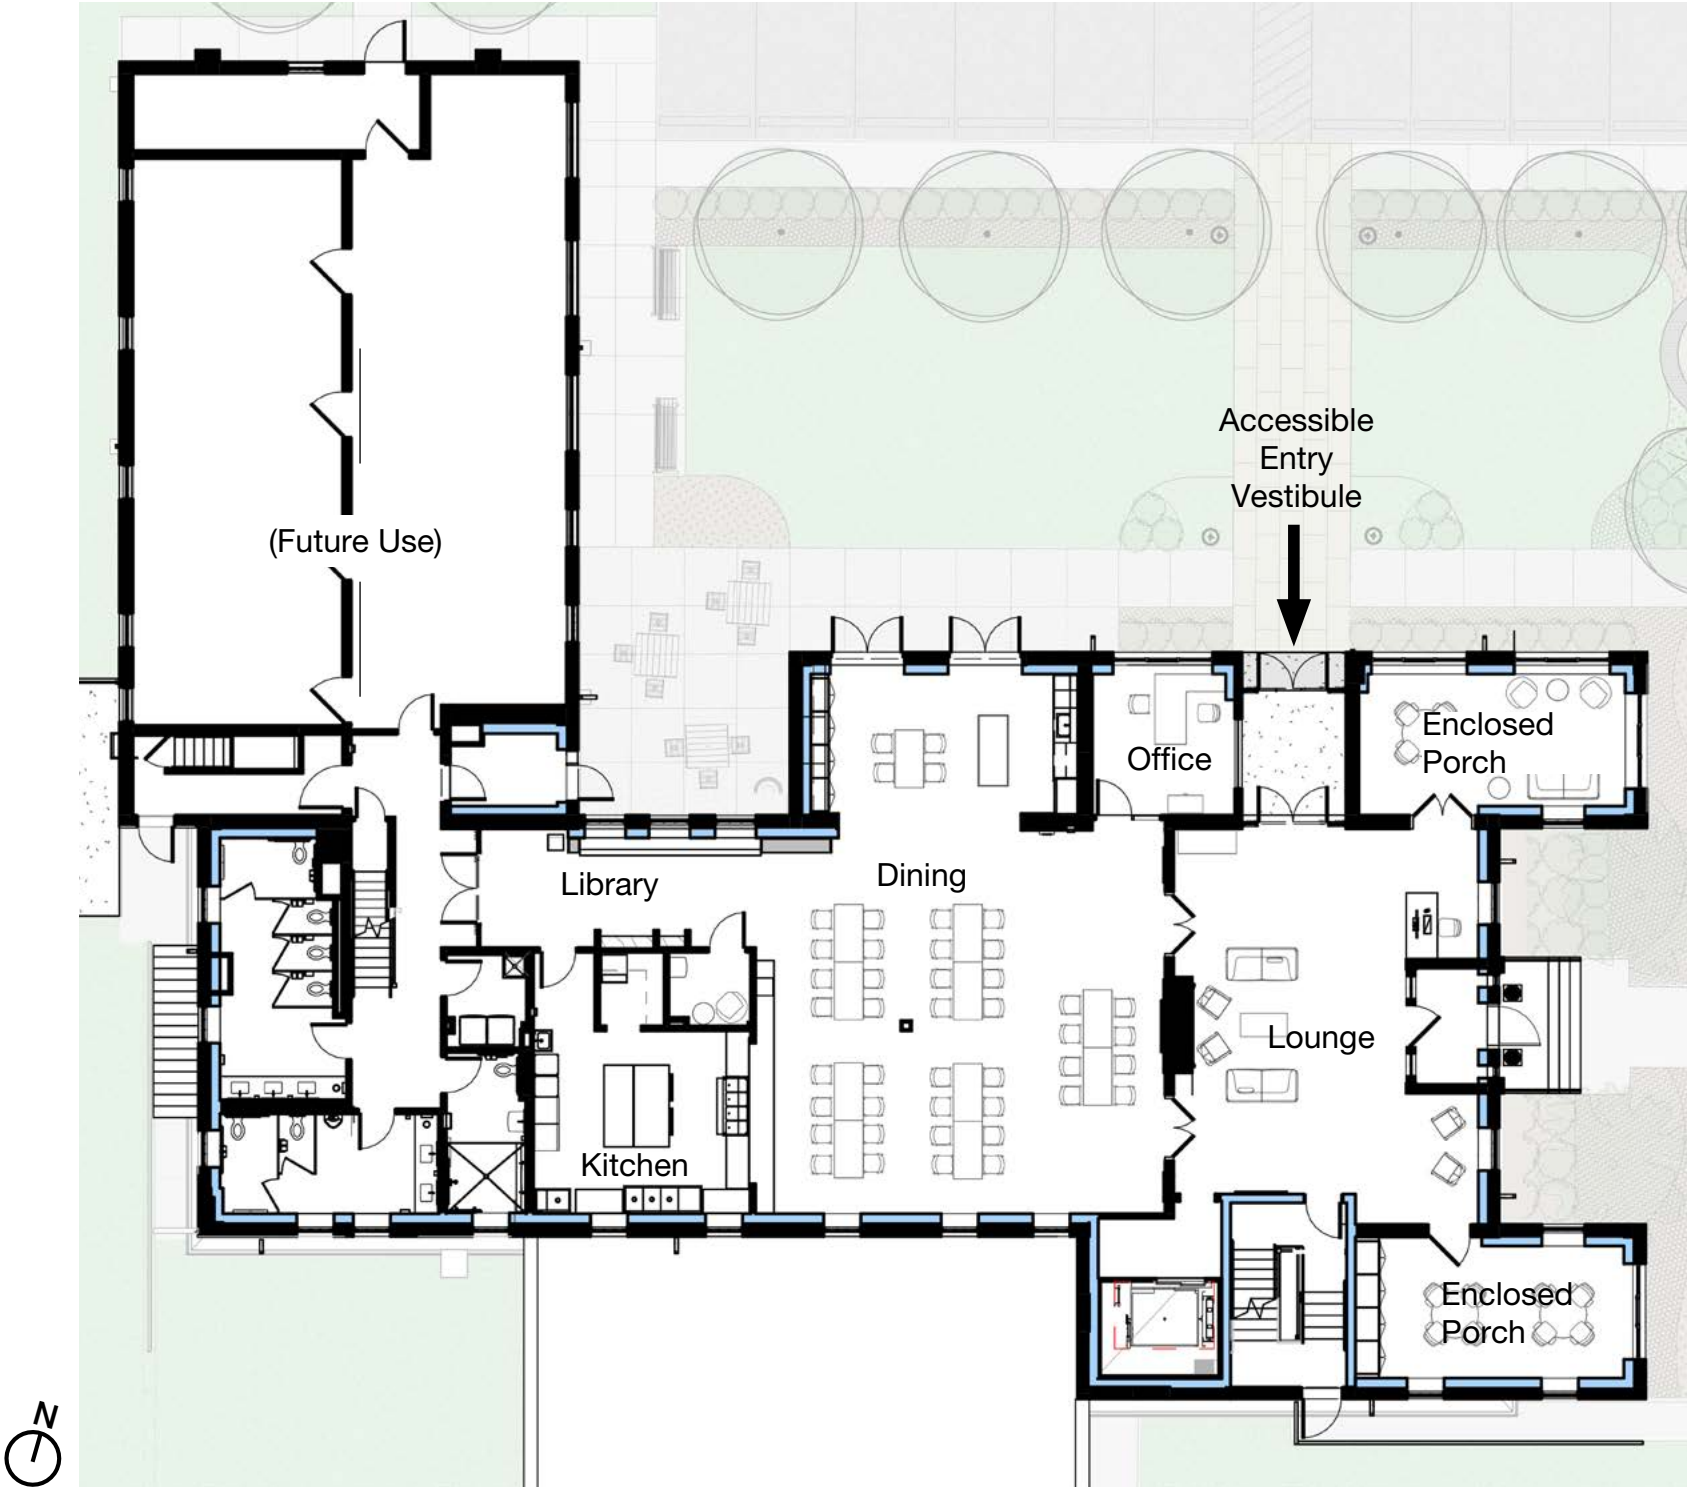 Accessible
Entry
Vestibule
(Future Use)
Enclosed
Porch
Office
Library
Dining
Lounge
Kitchen
Enclosed
Porch
N